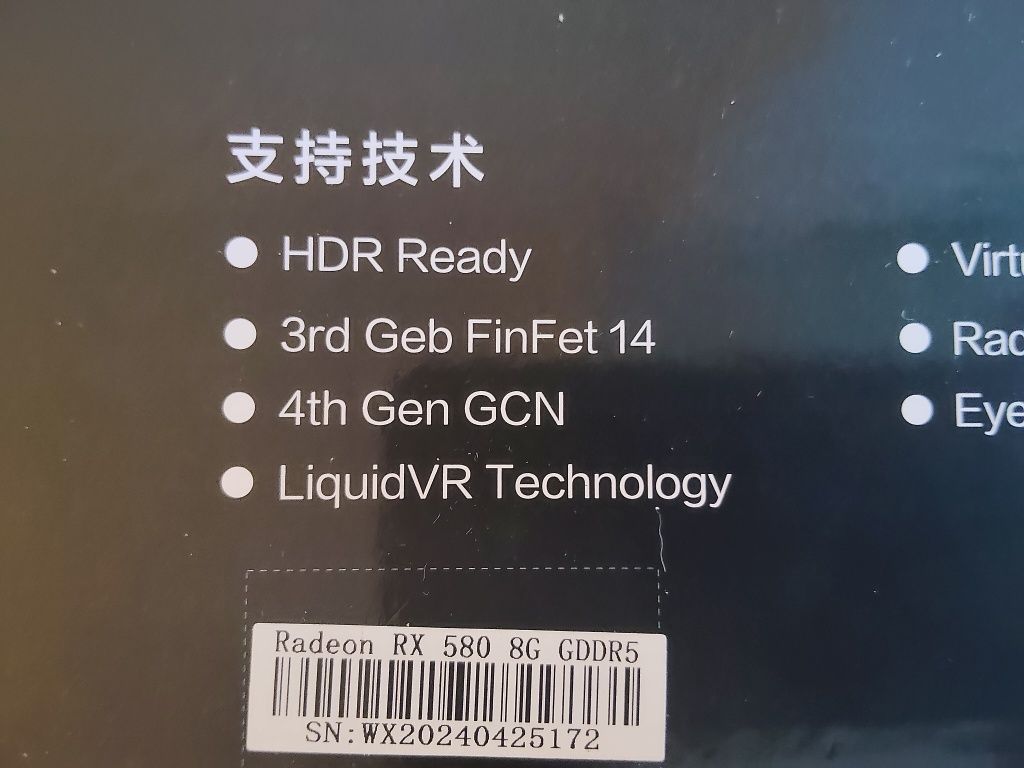 支持技术
HDR Ready
3rd Geb FinFet 14
4th Gen GCN
LiquidVR Technology
Radeon RX 580 8G GDDR5
SN:WX20240425172